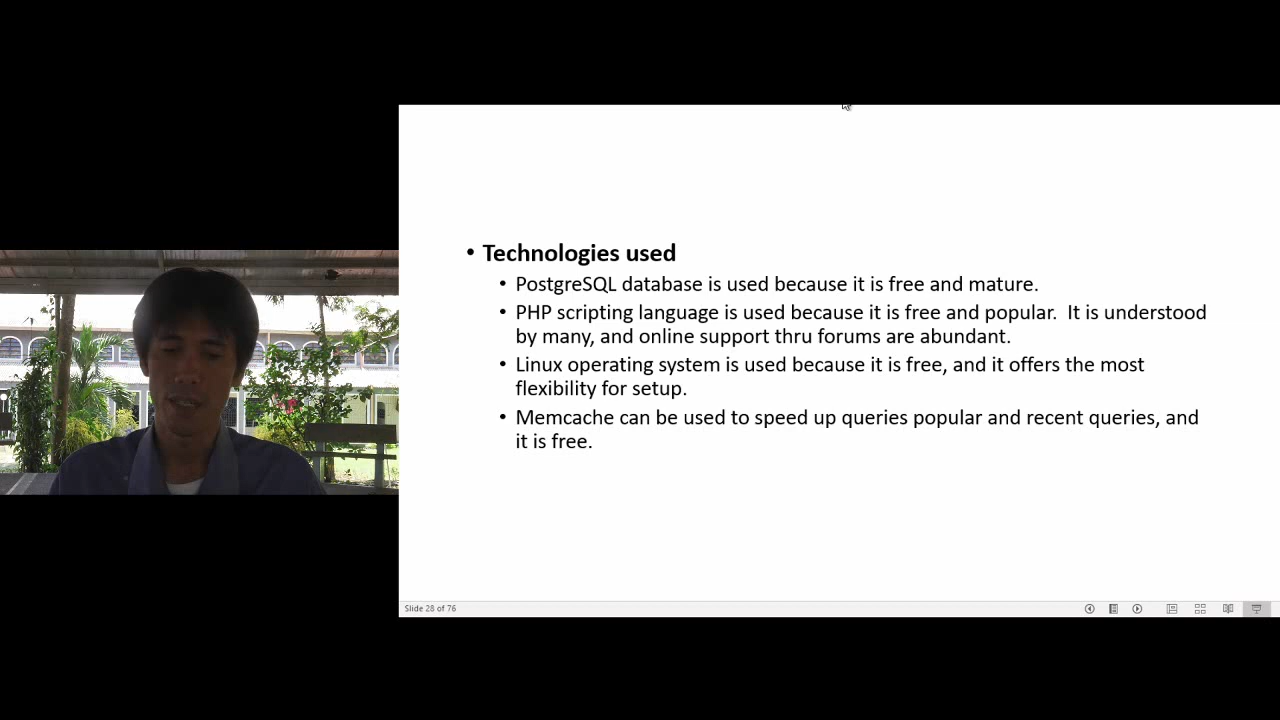 • Technologies used
• PostgreSQL database is used because it is free and mature.
• PHP scripting language is used because it is free and popular.  It is understood
by many, and online support thru forums are abundant.
• Linux operating system is used because it is free, and it offers the most
flexibility for setup.
• Memcache can be used to speed up queries popular and recent queries, and
it is free.
Slide 28 of 76